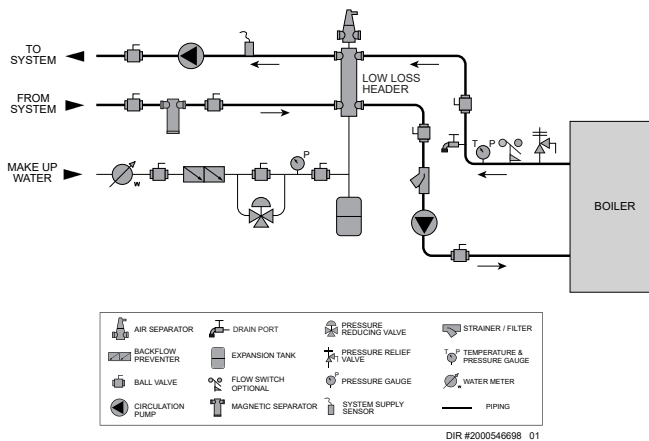 TO
SYSTEM
FROM
SYSTEM
MAKE UP
WATER
W
P
LOW LOSS
HEADER
T P
BOILER
AIR SEPARATOR
DRAIN PORT
PRESSURE
REDUCING VALVE
STRAINER / FILTER
BACKFLOW
PREVENTER
EXPANSION TANK
PRESSURE RELIEF
VALVE
T P
TEMPERATURE &
PRESSURE GAUGE
BALL VALVE
FLOW SWITCH
OPTIONAL
P
PRESSURE GAUGE
W
WATER METER
CIRCULATION
PUMP
MAGNETIC SEPARATOR
SYSTEM SUPPLY
SENSOR
PIPING
DIR #2000546698 01